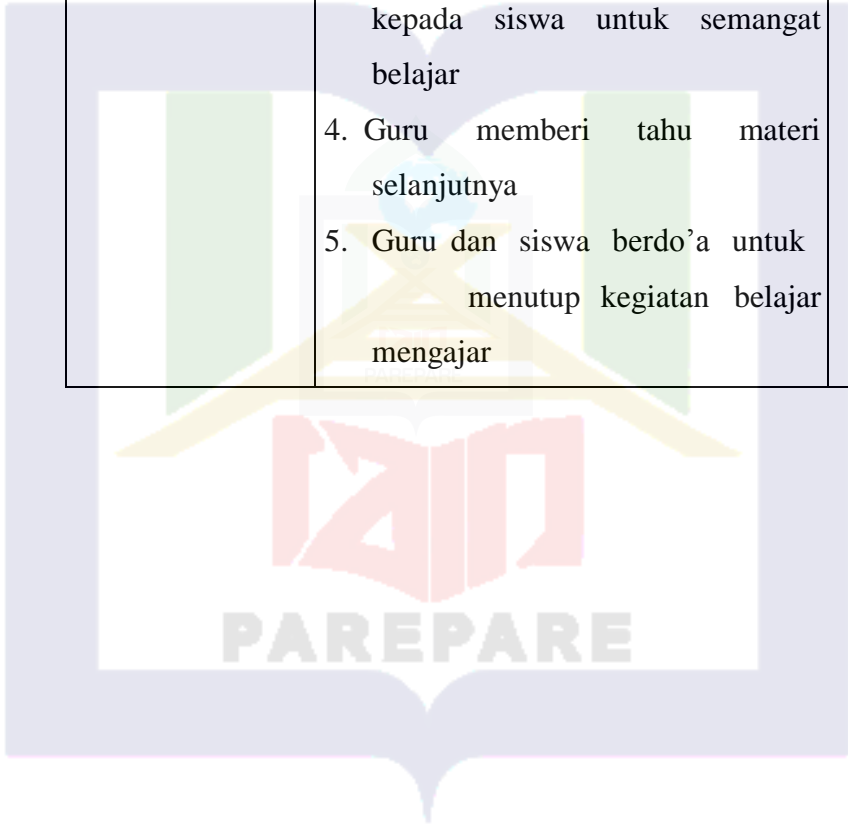 kepada siswa untuk semangat
belajar
4. Guru memberi tahu materi
selanjutnya
5. Guru dan siswa berdo’a untuk
menutup kegiatan belajar
mengajar
PAREPARE
PAREPARE